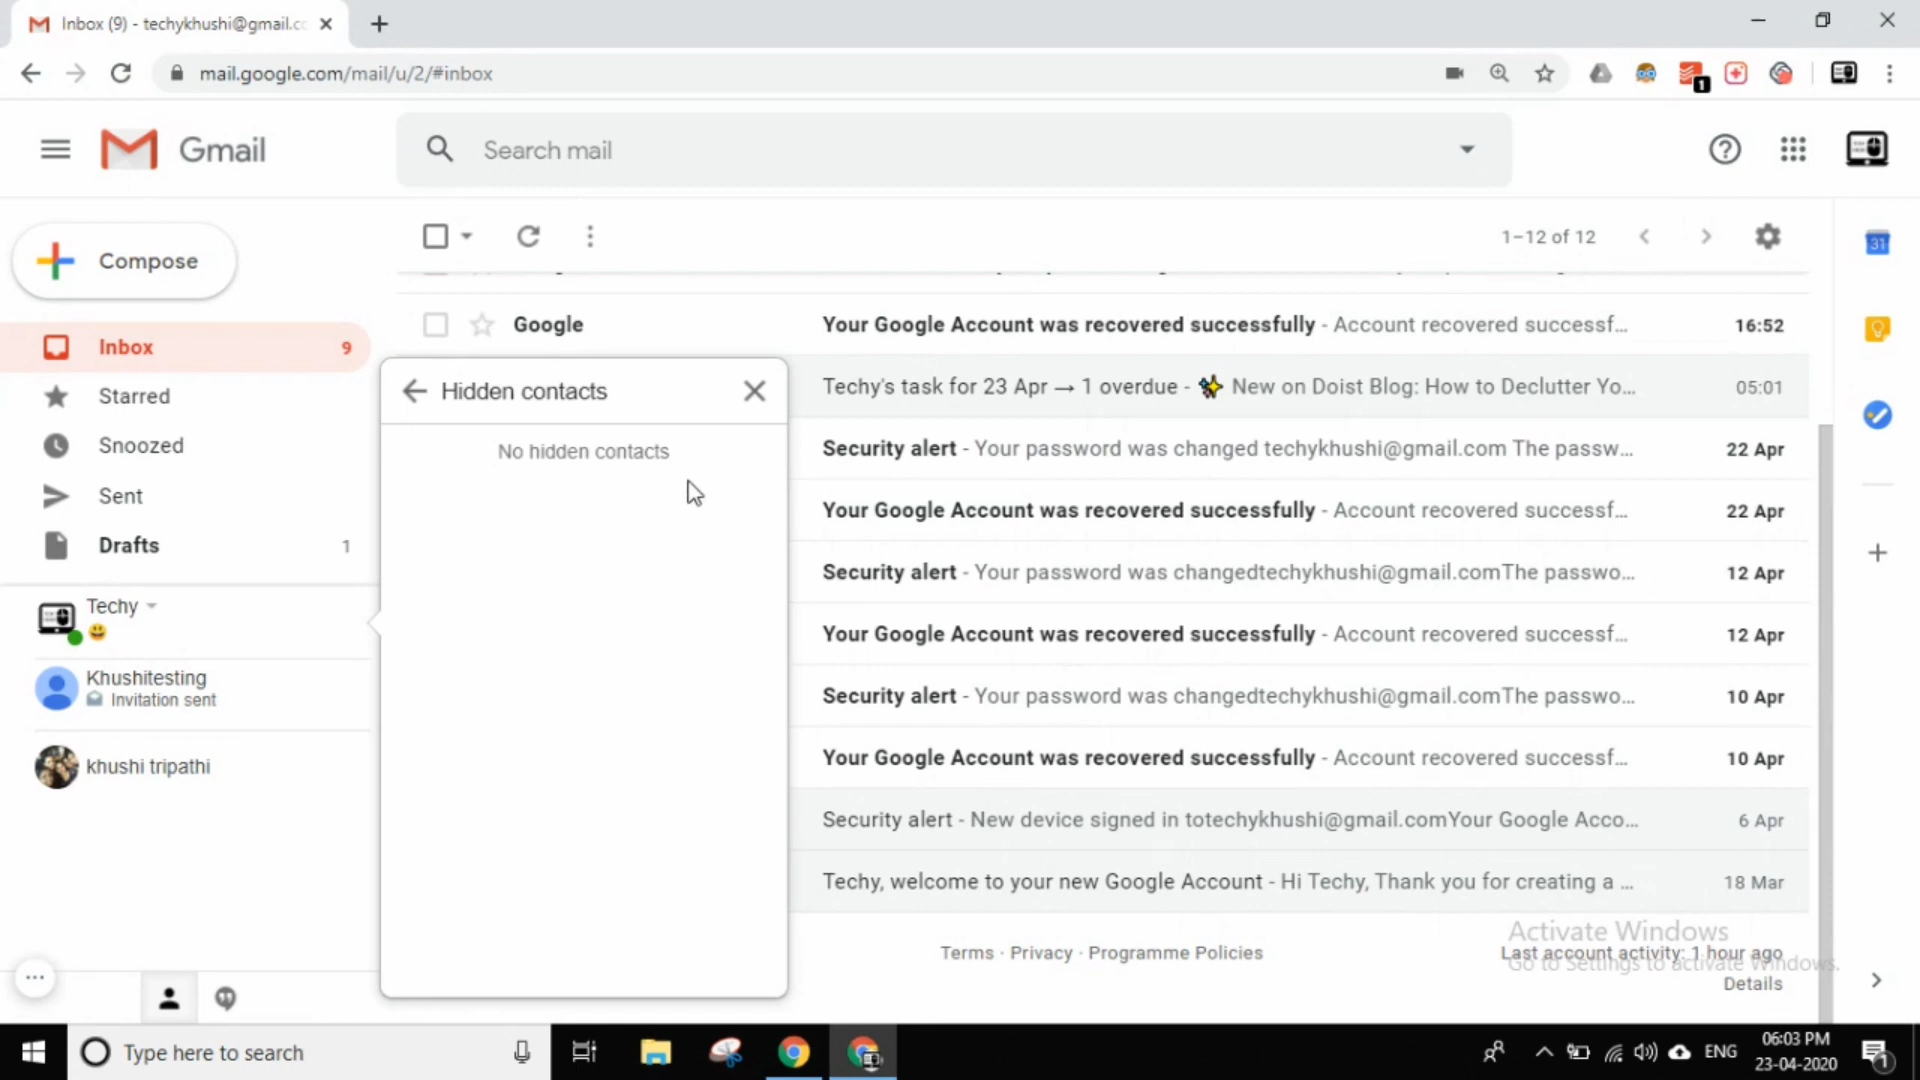 Inbox (9) - techykhushi@gmail.cc
mail.google.com/mail/u/2/#inbox
1
Gmail
Search mail
Compose
1–12 of 12
31
Google Your Google Account was recovered successfully - Account recovered successf... 16:52
Inbox 9
Starred
Snoozed
Sent
Drafts 1
Techy
Khushitesting
Invitation sent
khushi tripathi
Hidden contacts
No hidden contacts
Techy's task for 23 Apr → 1 overdue - ✨ New on Doist Blog: How to Declutter Yo... 05:01
Security alert - Your password was changed techykhushi@gmail.com The passw... 22 Apr
Your Google Account was recovered successfully - Account recovered successf... 22 Apr
Security alert - Your password was changedtechykhushi@gmail.comThe passwo... 12 Apr
Your Google Account was recovered successfully - Account recovered successf... 12 Apr
Security alert - Your password was changedtechykhushi@gmail.comThe passwo... 10 Apr
Your Google Account was recovered successfully - Account recovered successf... 10 Apr
Security alert - New device signed in totechykhushi@gmail.comYour Google Acco... 6 Apr
Techy, welcome to your new Google Account - Hi Techy, Thank you for creating a ... 18 Mar
Terms · Privacy · Programme Policies
Activate Windows
Last account activity: 1 hour ago
Go to Settings to activate Windows.
Details
Type here to search
ENG
06:03 PM
23-04-2020
1